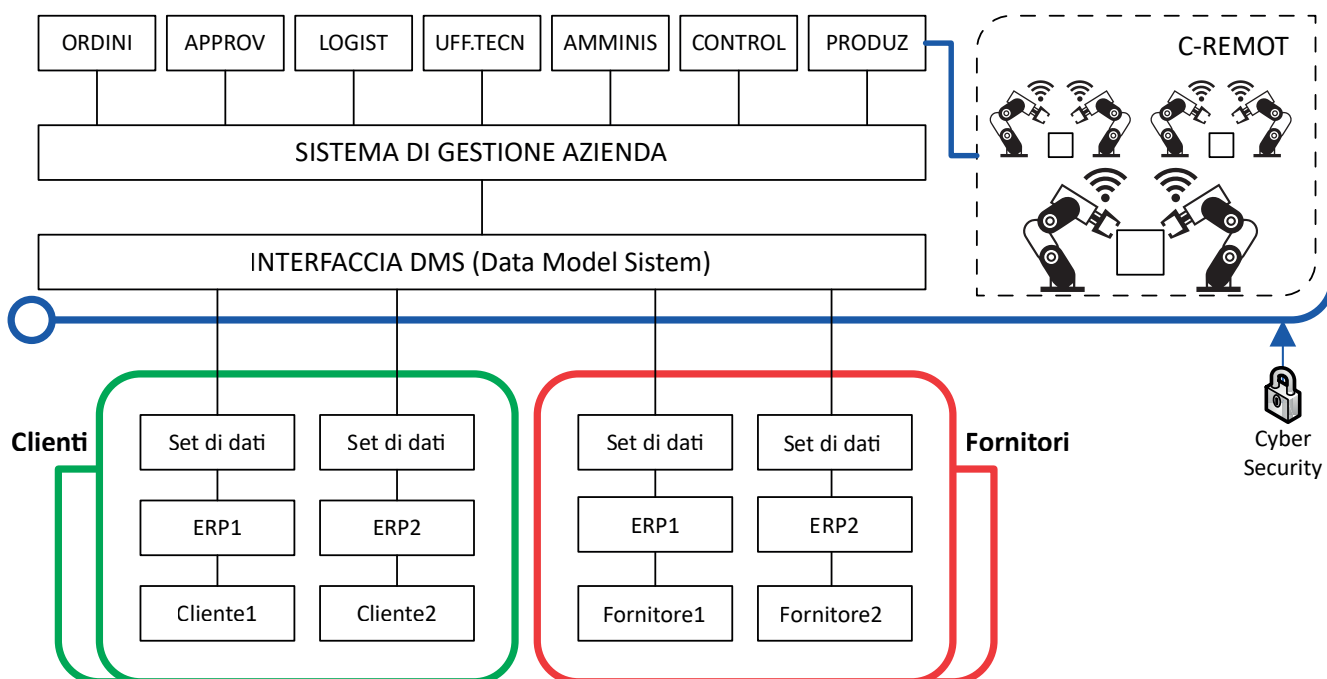 ORDINI
APPROV
LOGIST
UFF.TECN
AMMINIS
CONTROL
PRODUZ
C-REMOT
SISTEMA DI GESTIONE AZIENDA
INTERFACCIA DMS (Data Model Sistem)
Clienti
Set di dati
Set di dati
Set di dati
Set di dati
Fornitori
Cyber
Security
ERP1
ERP2
ERP1
ERP2
Cliente1
Cliente2
Fornitore1
Fornitore2